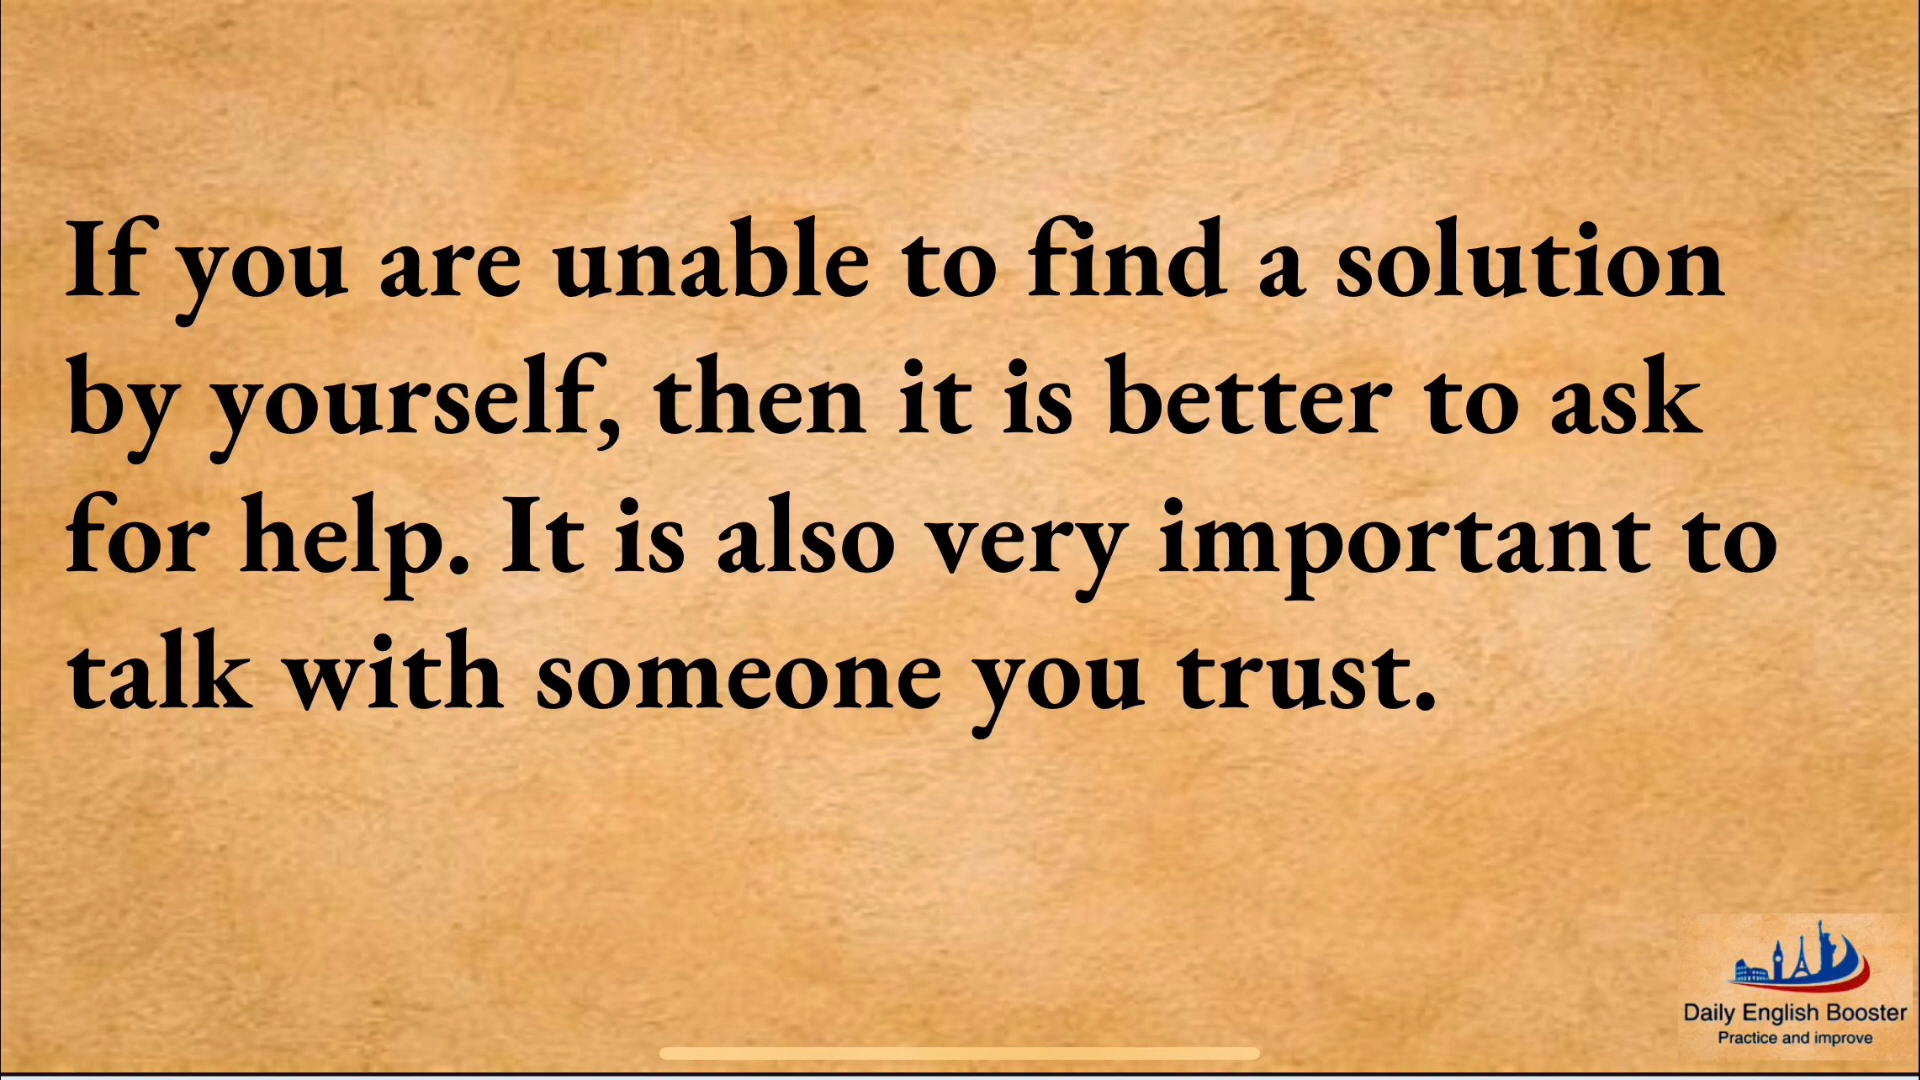 If you are unable to find a solution
by yourself, then it is better to ask
for help. It is also very important to
talk with someone you trust.
Daily English Booster
Practice and improve